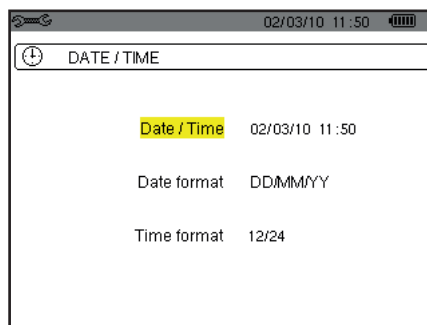 02/03/10 11:50
DATE / TIME
Date / Time 02/03/10 11:50
Date format DD/MM/YY
Time format 12/24